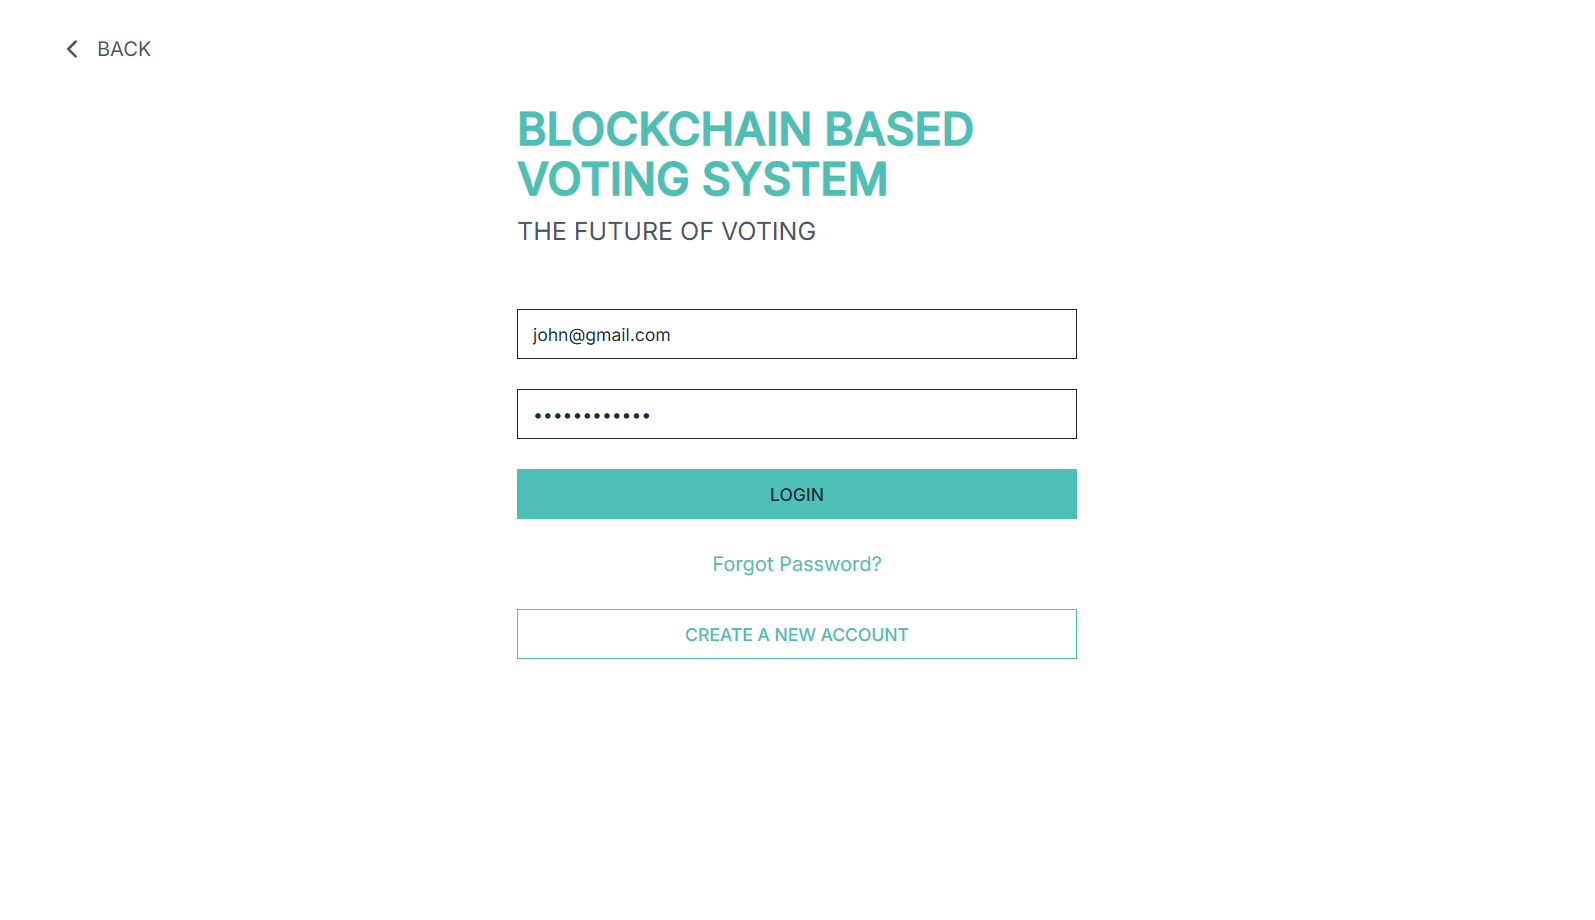 BACK
BLOCKCHAIN BASED
VOTING SYSTEM
THE FUTURE OF VOTING
john@gmail.com
••••••••••••
LOGIN
Forgot Password?
CREATE A NEW ACCOUNT